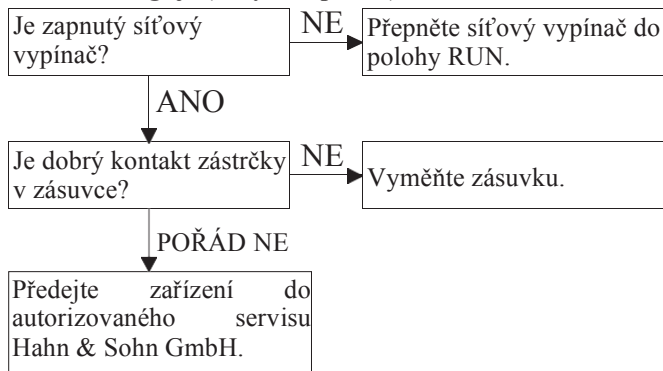 Je zapnutý síťový
vypínač?
NE
Přepněte síťový vypínač do
polohy RUN.
ANO
Je dobrý kontakt zástrčky
v zásuvce?
NE
Vyměňte zásuvku.
POŘÁD NE
Předejte zařízení do
autorizovaného servisu
Hahn & Sohn GmbH.